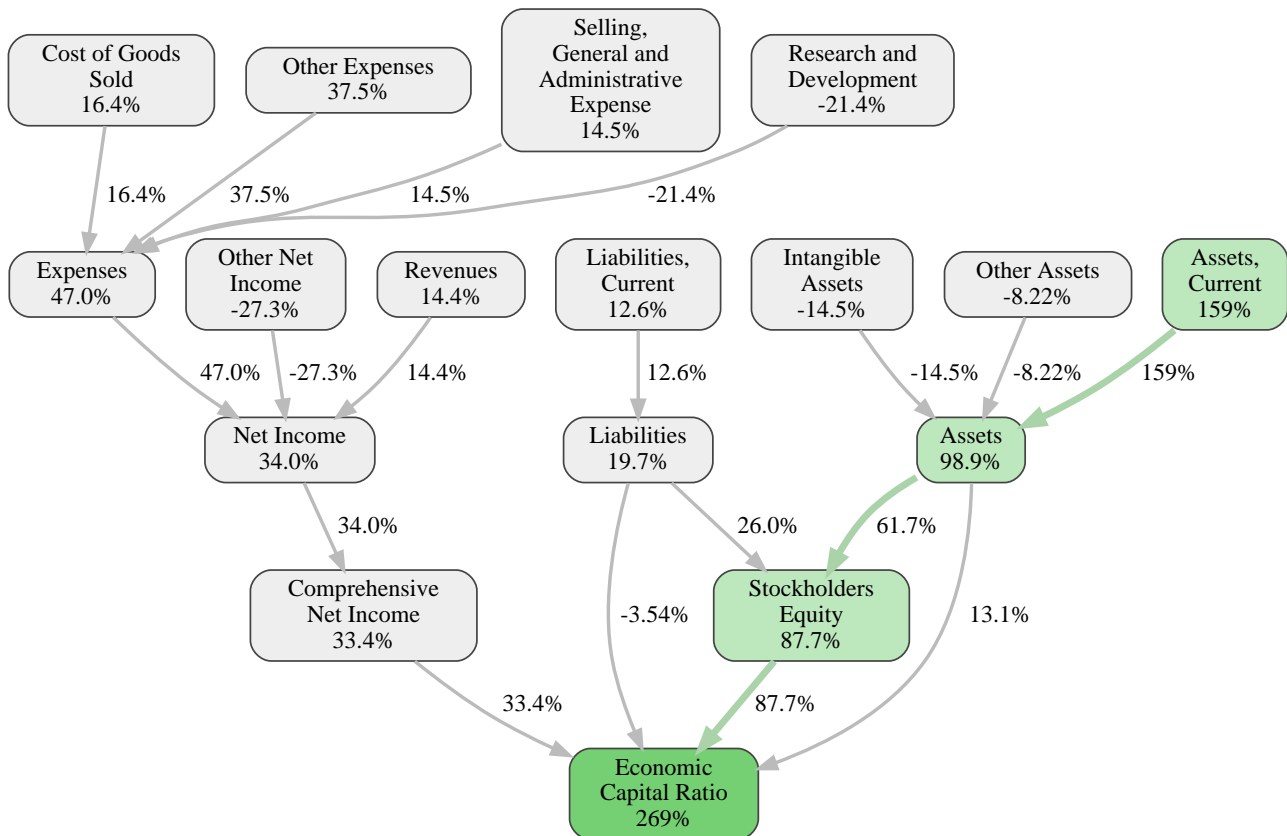 Cost of Goods
Sold
16.4%
Other Expenses
37.5%
Selling,
General and
Administrative
Expense
14.5%
Research and
Development
-21.4%
16.4%
37.5%
14.5%
-21.4%
Expenses
47.0%
Other Net
Income
-27.3%
Revenues
14.4%
Liabilities,
Current
12.6%
Intangible
Assets
-14.5%
Other Assets
-8.22%
Assets,
Current
159%
47.0%
-27.3%
14.4%
12.6%
-14.5%
-8.22%
159%
Net Income
34.0%
Liabilities
19.7%
Assets
98.9%
34.0%
26.0%
61.7%
Comprehensive
Net Income
33.4%
-3.54%
Stockholders
Equity
87.7%
13.1%
33.4%
87.7%
Economic
Capital Ratio
269%